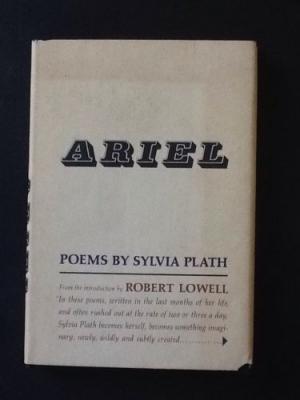 ARIEL
POEMS BY SYLVIA PLATH
From the introduction by ROBERT LOWELL
"In these poems, written in the last months of her life,
and often rushed out at the rate of two or three a day,
Sylvia Plath becomes herself, becomes something imagi-
nary, newly, wildly and subtly created...........